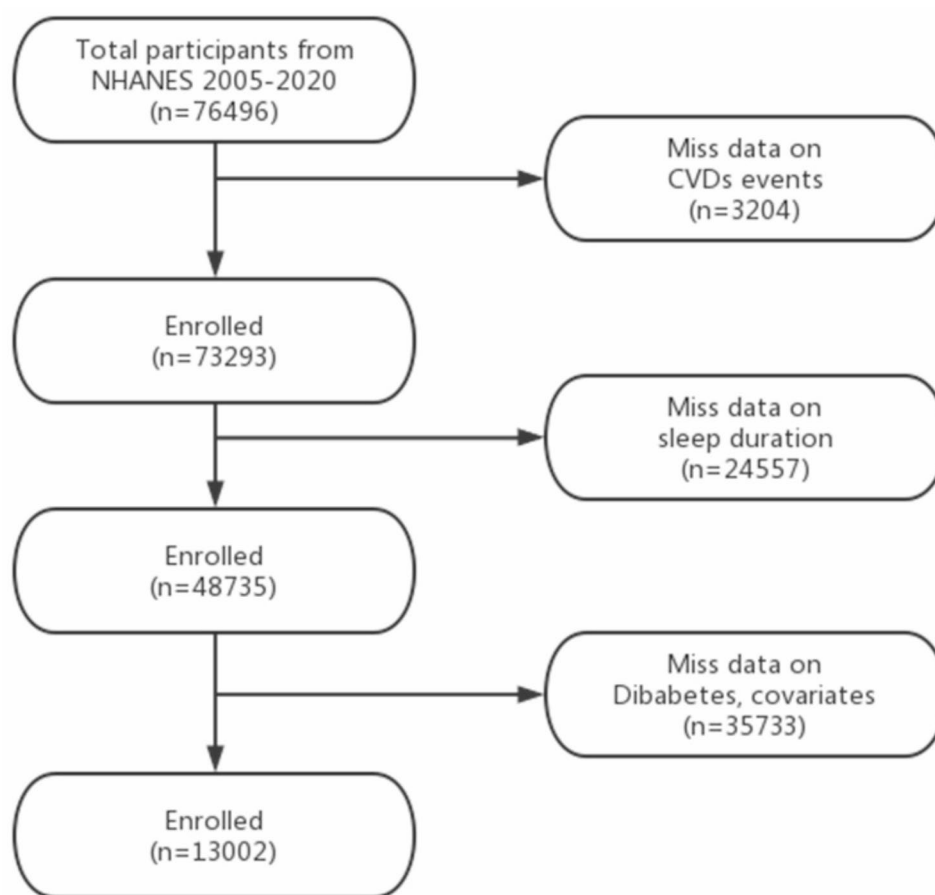 Total participants from
NHANES 2005-2020
(n=76496)
Miss data on
CVDs events
(n=3204)
Enrolled
(n=73293)
Miss data on
sleep duration
(n=24557)
Enrolled
(n=48735)
Miss data on
Dibabetes, covariates
(n=35733)
Enrolled
(n=13002)